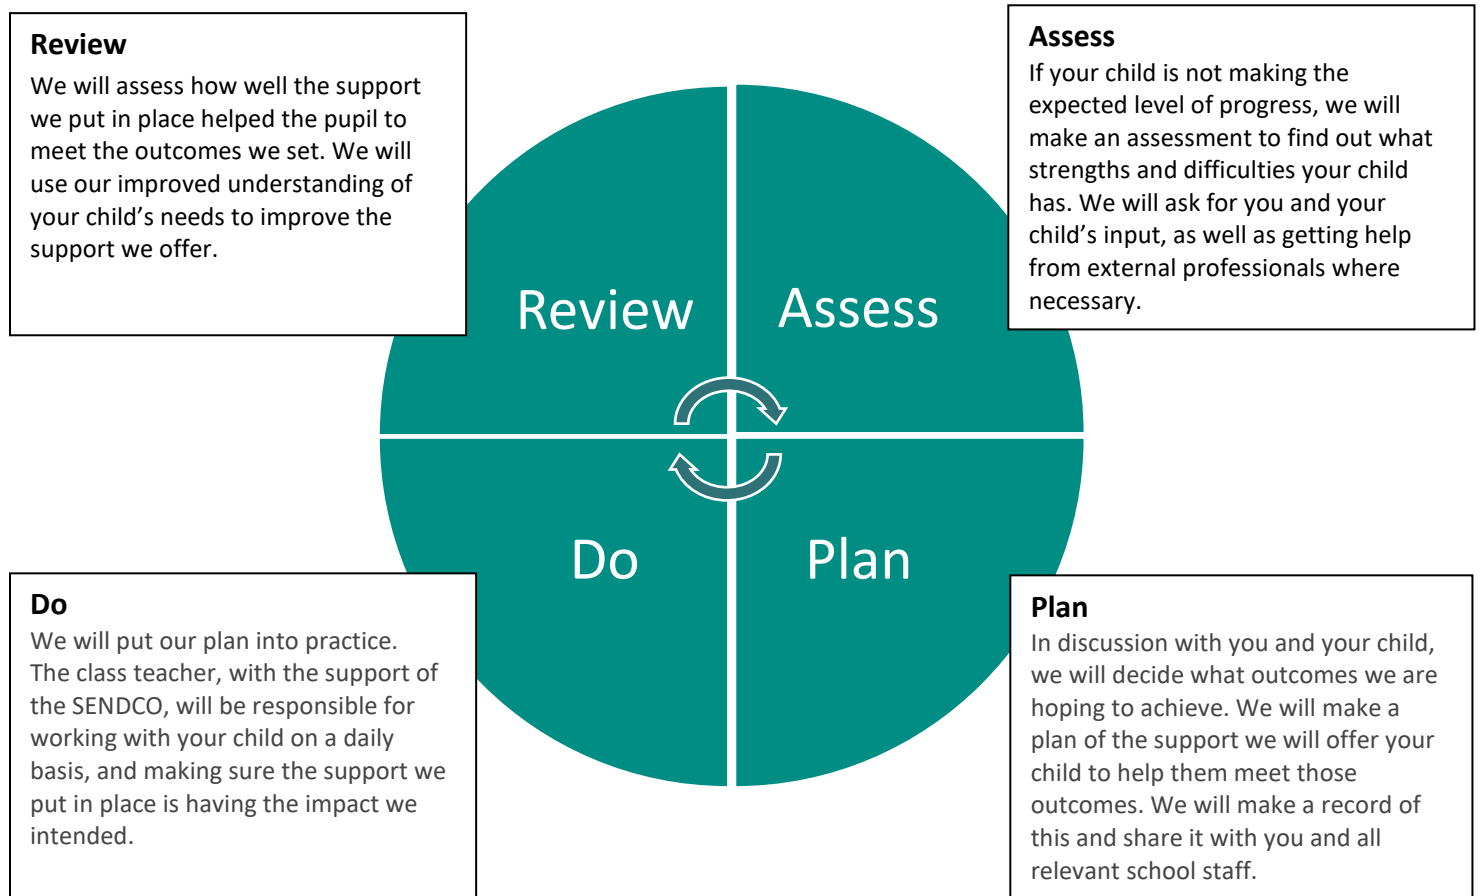 Review
We will assess how well the support
we put in place helped the pupil to
meet the outcomes we set. We will
use our improved understanding of
your child’s needs to improve the
support we offer.
Assess
If your child is not making the
expected level of progress, we will
make an assessment to find out what
strengths and difficulties your child
has. We will ask for you and your
child’s input, as well as getting help
from external professionals where
necessary.
Review
Assess
Do
Plan
Do
We will put our plan into practice.
The class teacher, with the support of
the SENDCO, will be responsible for
working with your child on a daily
basis, and making sure the support we
put in place is having the impact we
intended.
Plan
In discussion with you and your child,
we will decide what outcomes we are
hoping to achieve. We will make a
plan of the support we will offer your
child to help them meet those
outcomes. We will make a record of
this and share it with you and all
relevant school staff.